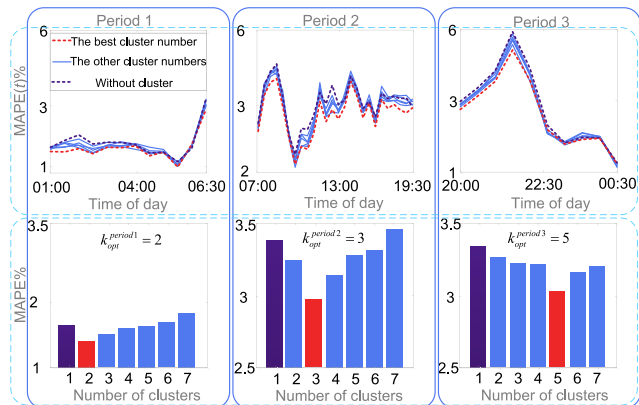 Period 1
Period 2
Period 3
MAPE(t)%
6
3
1
The best cluster number
The other cluster numbers
Without cluster
01:00 04:00 06:30
Time of day
6
3
2
07:00 13:00 19:30
Time of day
6
3
1
20:00 22:30 00:30
Time of day
MAPE%
3.5
2
1
k_opt^period1 = 2
1 2 3 4 5 6 7
Number of clusters
3.5
3
2.5
k_opt^period2 = 3
1 2 3 4 5 6 7
Number of clusters
3.5
3
2.5
k_opt^period3 = 5
1 2 3 4 5 6 7
Number of clusters